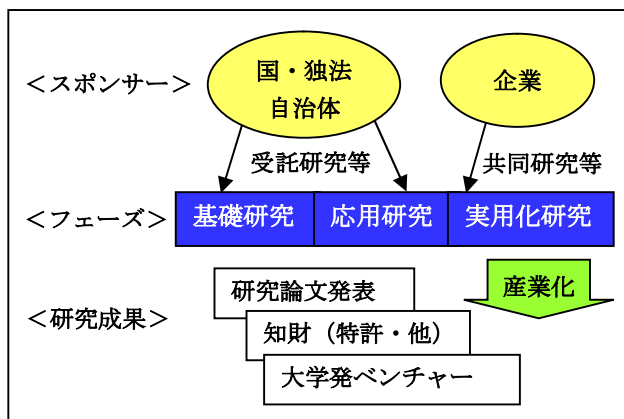 ＜スポンサー＞
国・独法
自治体
企業
受託研究等
共同研究等
＜フェーズ＞
基礎研究
応用研究
実用化研究
＜研究成果＞
研究論文発表
知財（特許・他）
大学発ベンチャー
産業化